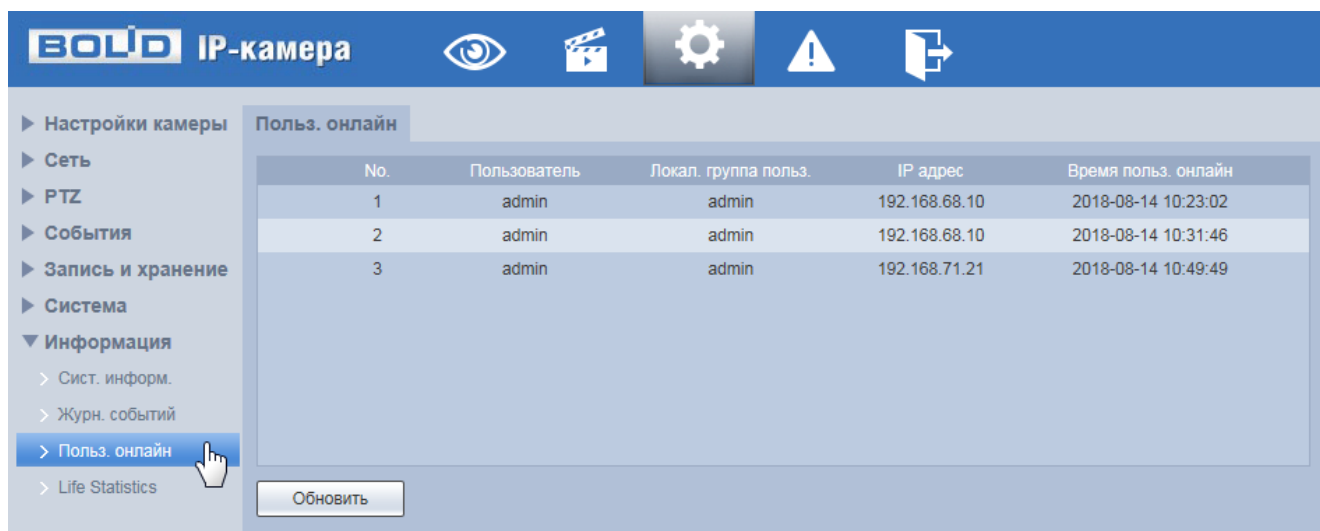 BOLID IP-камера
Настройки камеры
Сеть
PTZ
События
Запись и хранение
Система
Информация
Сист. информ.
Журн. событий
Польз. онлайн
Life Statistics
Польз. онлайн
No. Пользователь Локал. группа польз. IP адрес Время польз. онлайн
1 admin admin 192.168.68.10 2018-08-14 10:23:02
2 admin admin 192.168.68.10 2018-08-14 10:31:46
3 admin admin 192.168.71.21 2018-08-14 10:49:49
Обновить